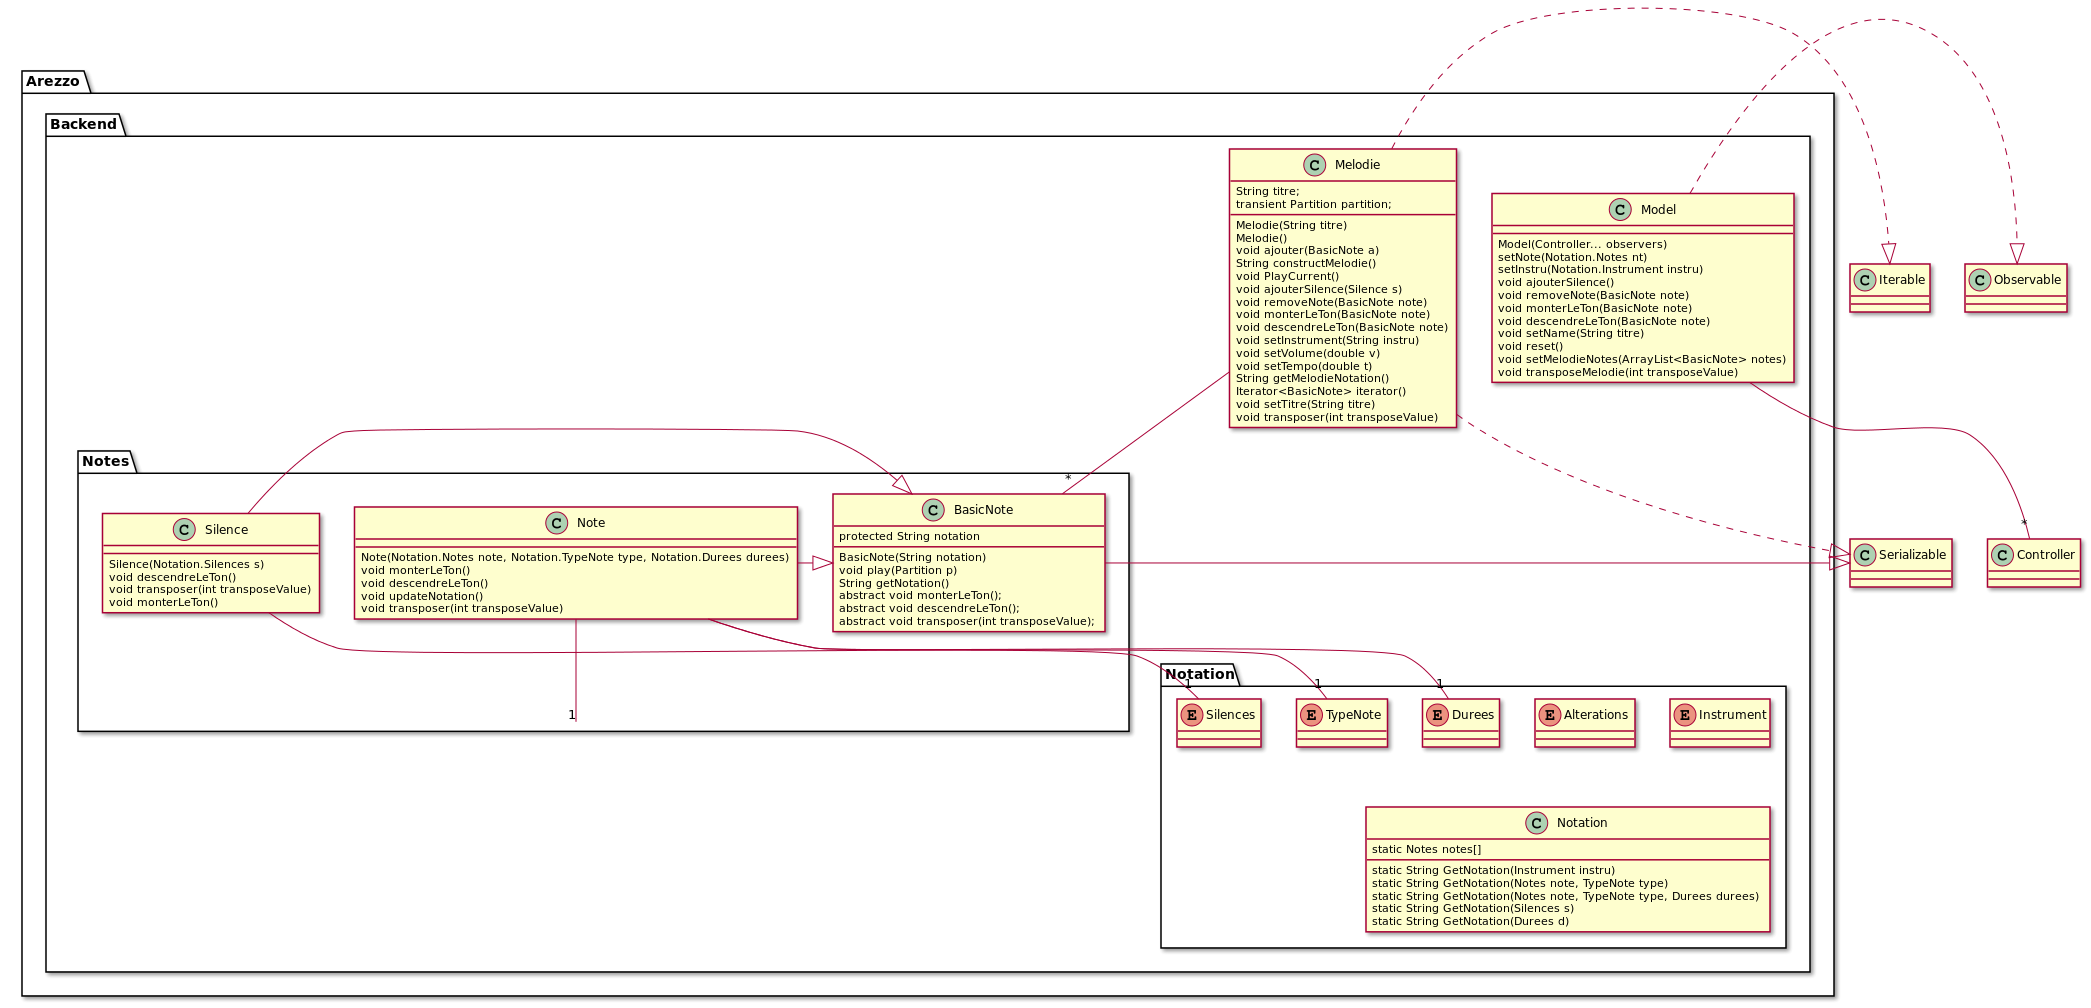 Arezzo
Backend
C Melodie
String titre;
transient Partition partition;
Melodie(String titre)
Melodie()
void ajouter(BasicNote a)
String constructMelodie()
void PlayCurrent()
void ajouterSilence(Silence s)
void removeNote(BasicNote note)
void monterLeTon(BasicNote note)
void descendreLeTon(BasicNote note)
void setInstrument(String instru)
void setVolume(double v)
void setTempo(double t)
String getMelodieNotation()
Iterator<BasicNote> iterator()
void setTitre(String titre)
void transposer(int transposeValue)
C Model
Model(Controller... observers)
setNote(Notation.Notes nt)
setInstru(Notation.Instrument instru)
void ajouterSilence()
void removeNote(BasicNote note)
void monterLeTon(BasicNote note)
void descendreLeTon(BasicNote note)
void setName(String titre)
void reset()
void setMelodieNotes(ArrayList<BasicNote> notes)
void transposeMelodie(int transposeValue)
C Iterable
C Observable
Notes
C Silence
Silence(Notation.Silences s)
void descendreLeTon()
void transposer(int transposeValue)
void monterLeTon()
C Note
Note(Notation.Notes note, Notation.TypeNote type, Notation.Durees durees)
void monterLeTon()
void descendreLeTon()
void updateNotation()
void transposer(int transposeValue)
*
C BasicNote
protected String notation
BasicNote(String notation)
void play(Partition p)
String getNotation()
abstract void monterLeTon();
abstract void descendreLeTon();
abstract void transposer(int transposeValue);
C Serializable
*
C Controller
1
Notation
1
1
1
E Silences
E TypeNote
E Durees
E Alterations
E Instrument
C Notation
static Notes notes[]
static String GetNotation(Instrument instru)
static String GetNotation(Notes note, TypeNote type)
static String GetNotation(Notes note, TypeNote type, Durees durees)
static String GetNotation(Silences s)
static String GetNotation(Durees d)